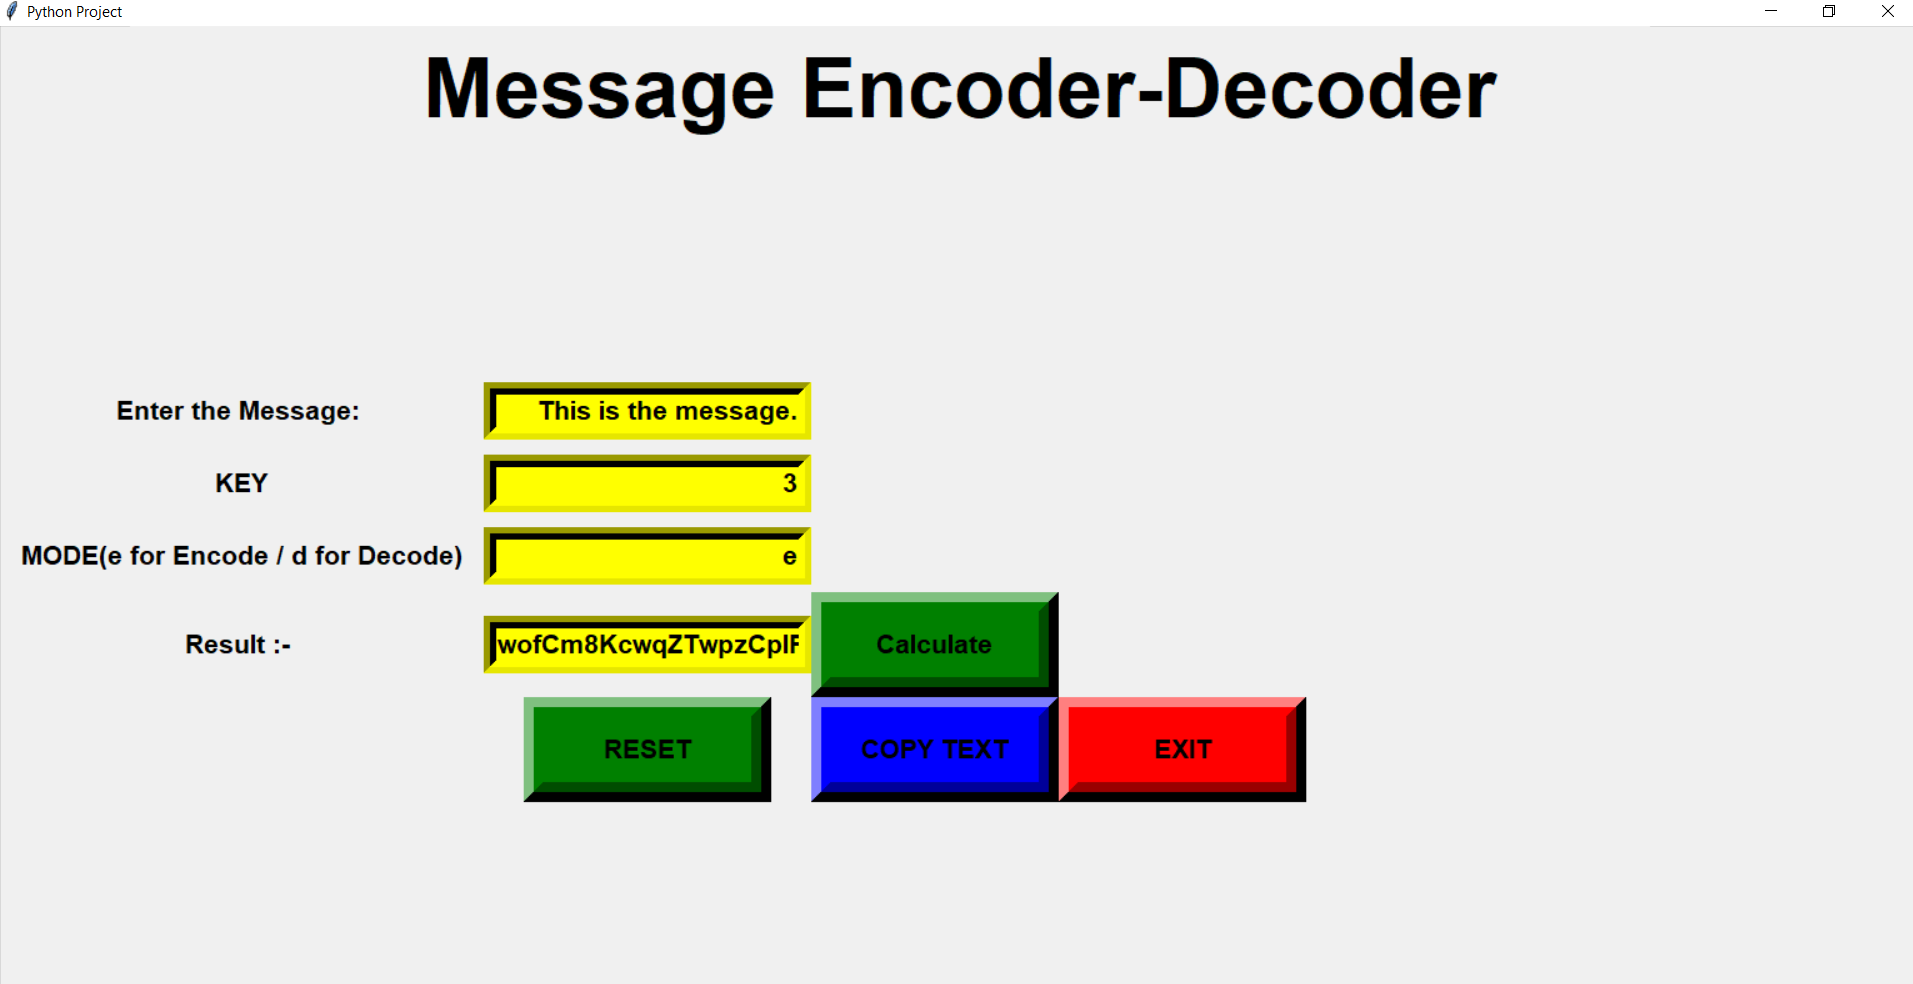 Python Project
Message Encoder-Decoder
Enter the Message: This is the message.
KEY 3
MODE(e for Encode / d for Decode) e
Result :- wofCm8KcwqZTwpzCplP Calculate
RESET COPY TEXT EXIT